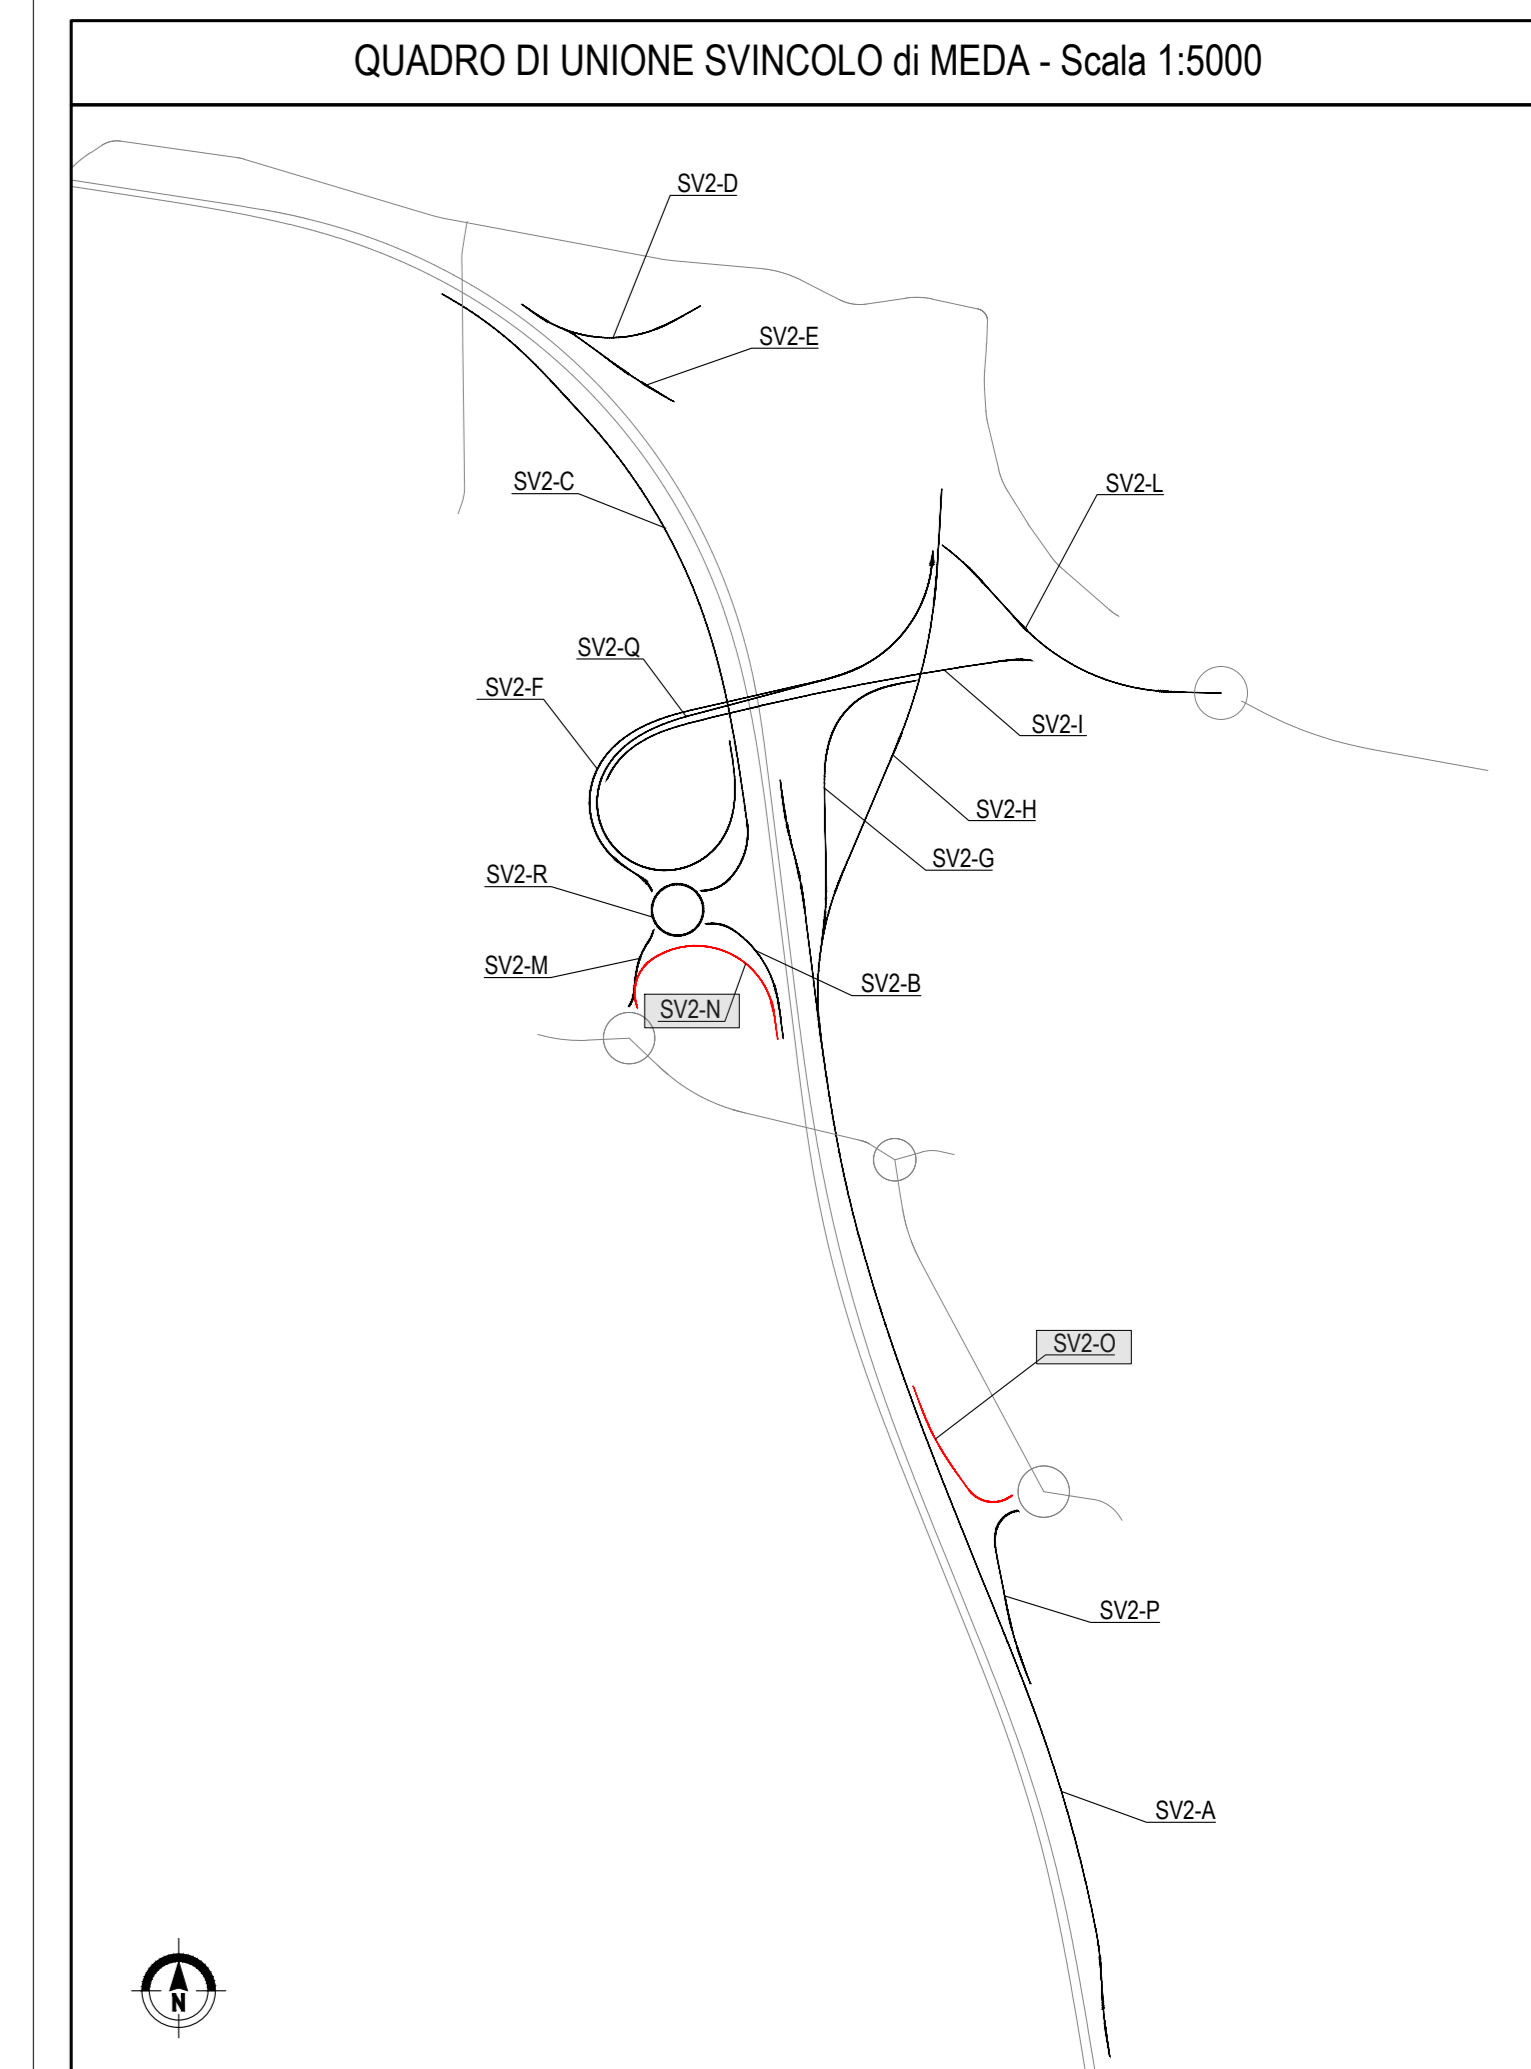 QUADRO DI UNIONE SVINCOLO di MEDA - Scala 1:5000
SV2-D
SV2-E
SV2-C
SV2-L
SV2-Q
SV2-F
SV2-I
SV2-H
SV2-G
SV2-R
SV2-M
SV2-B
SV2-N
SV2-O
SV2-P
SV2-A
N